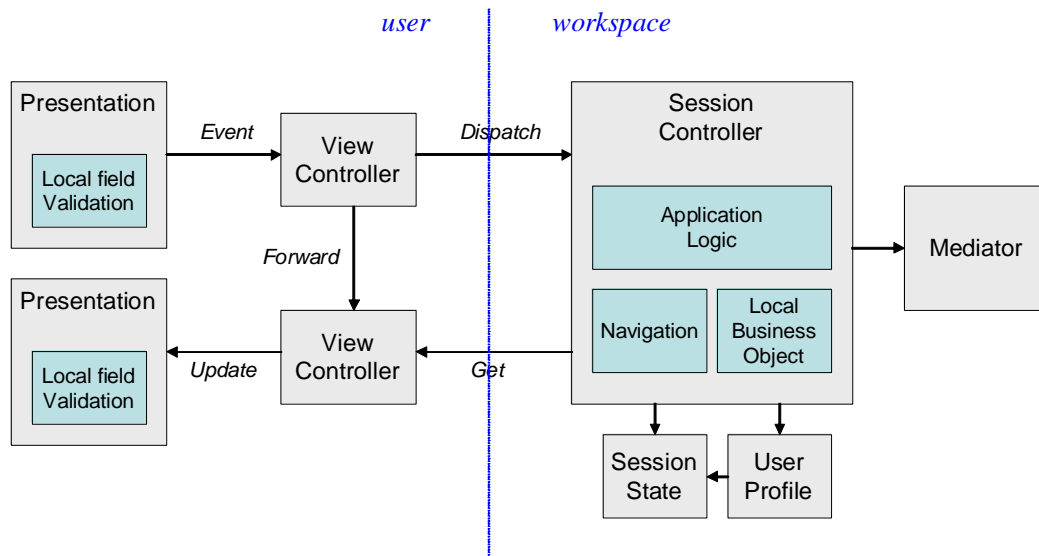 user
workspace
Presentation
Local field
Validation
Event
View
Controller
Dispatch
Session
Controller
Application
Logic
Navigation
Local
Business
Object
Mediator
Forward
Presentation
Local field
Validation
Update
View
Controller
Get
Session
State
User
Profile